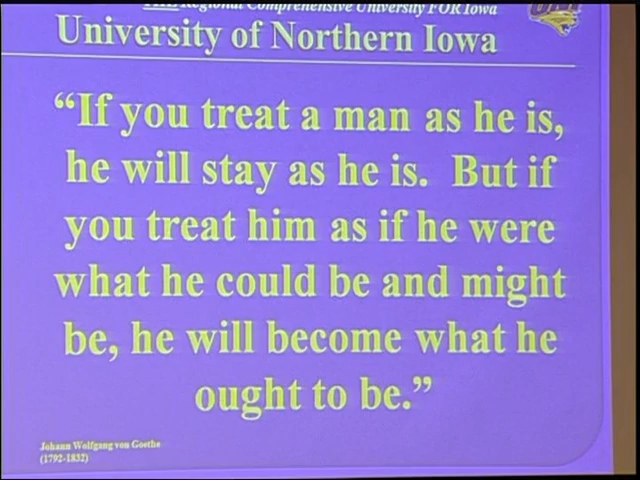 THE Regional Comprehensive University FOR Iowa
University of Northern Iowa
“If you treat a man as he is,
he will stay as he is. But if
you treat him as if he were
what he could be and might
be, he will become what he
ought to be.”
Johann Wolfgang von Goethe
(1792-1832)